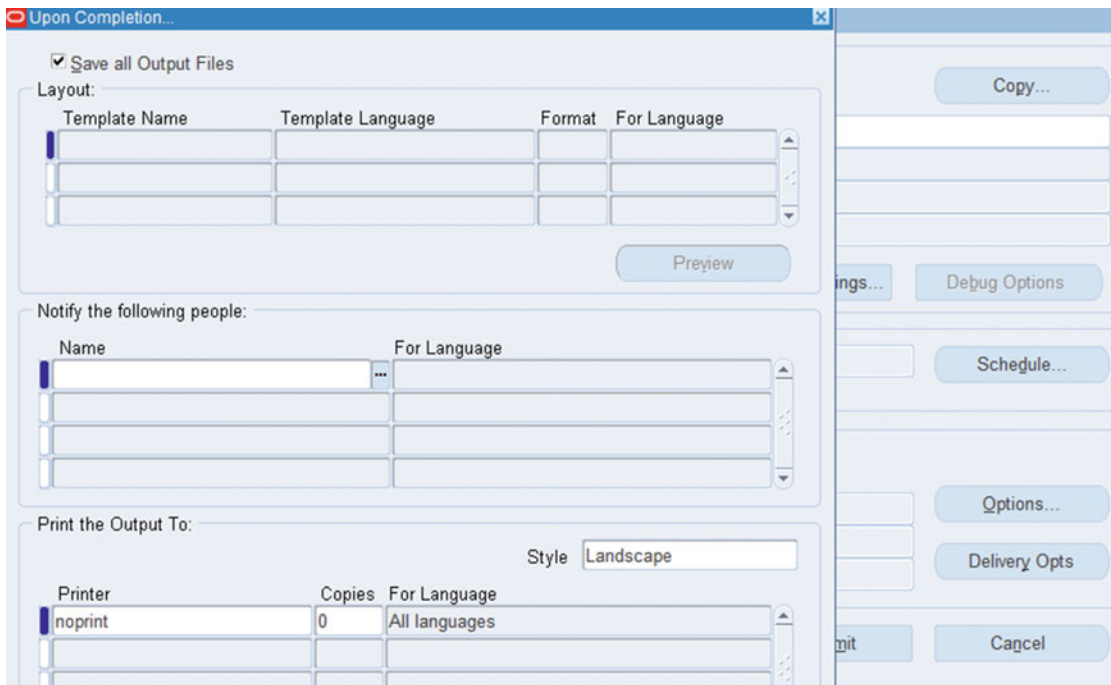 Upon Completion...
Save all Output Files
Copy...
Layout:
Template Name Template Language Format For Language
Preview
ings... Debug Options
Notify the following people:
Name For Language
Schedule...
Options...
Print the Output To:
Style Landscape
Delivery Opts
Printer Copies For Language
noprint 0 All languages
mit Cancel